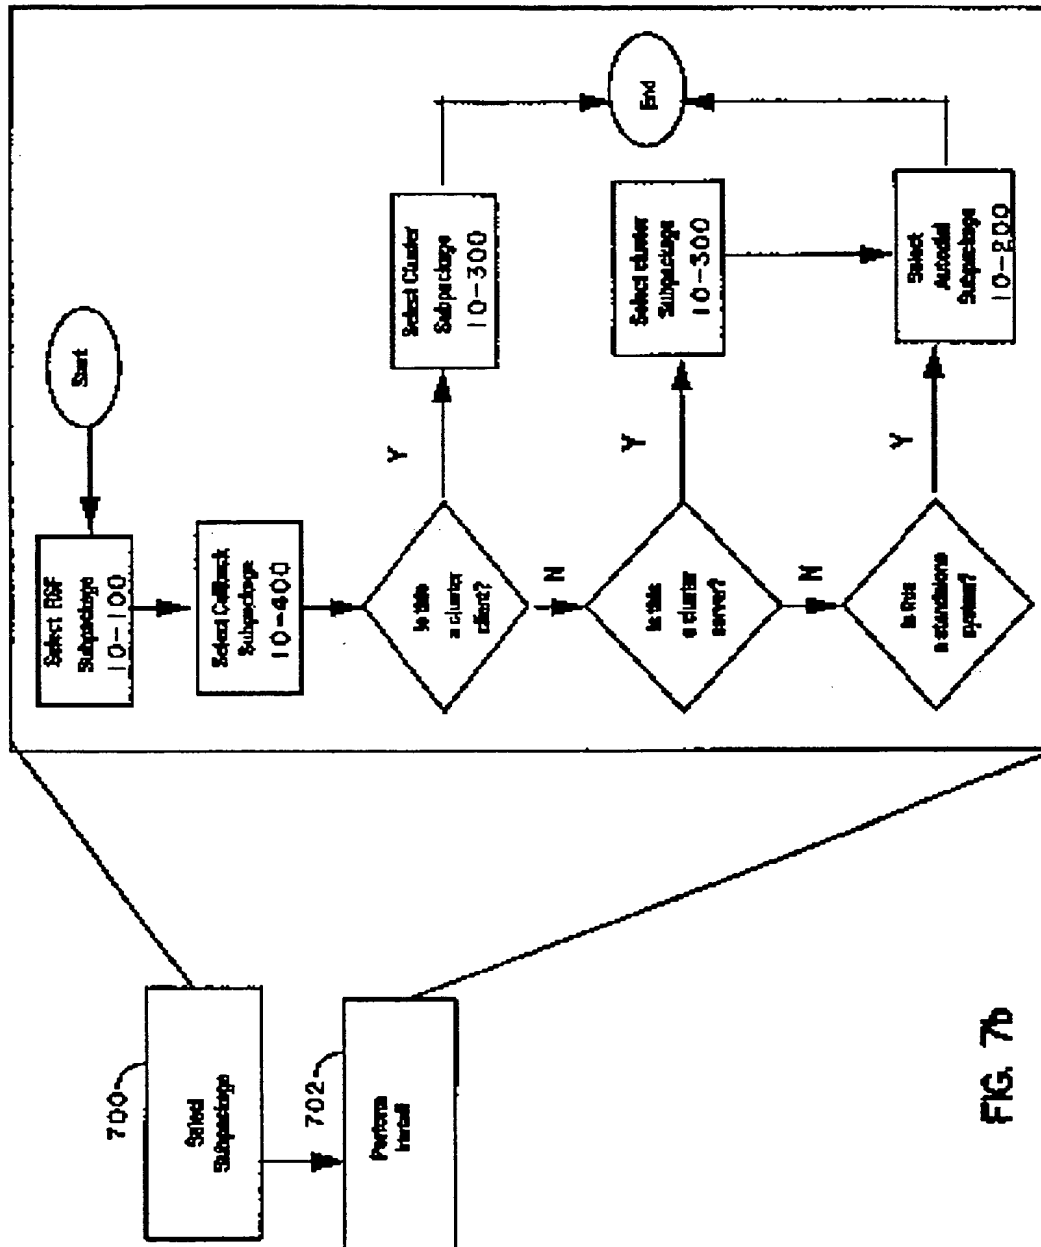 Start
Select RGF
Subpackage
10-100
Select Callback
Subpackage
10-400
Is this
a cluster
client?
Y
Select Cluster
Subpackage
10-300
N
Is this
a cluster
server?
Y
Select cluster
Subpackage
10-300
N
Is this
a standalone
system?
Y
Select
Autodial
Subpackage
10-200
End
700
Select
Subpackage
702
Perform
Install
FIG. 7b